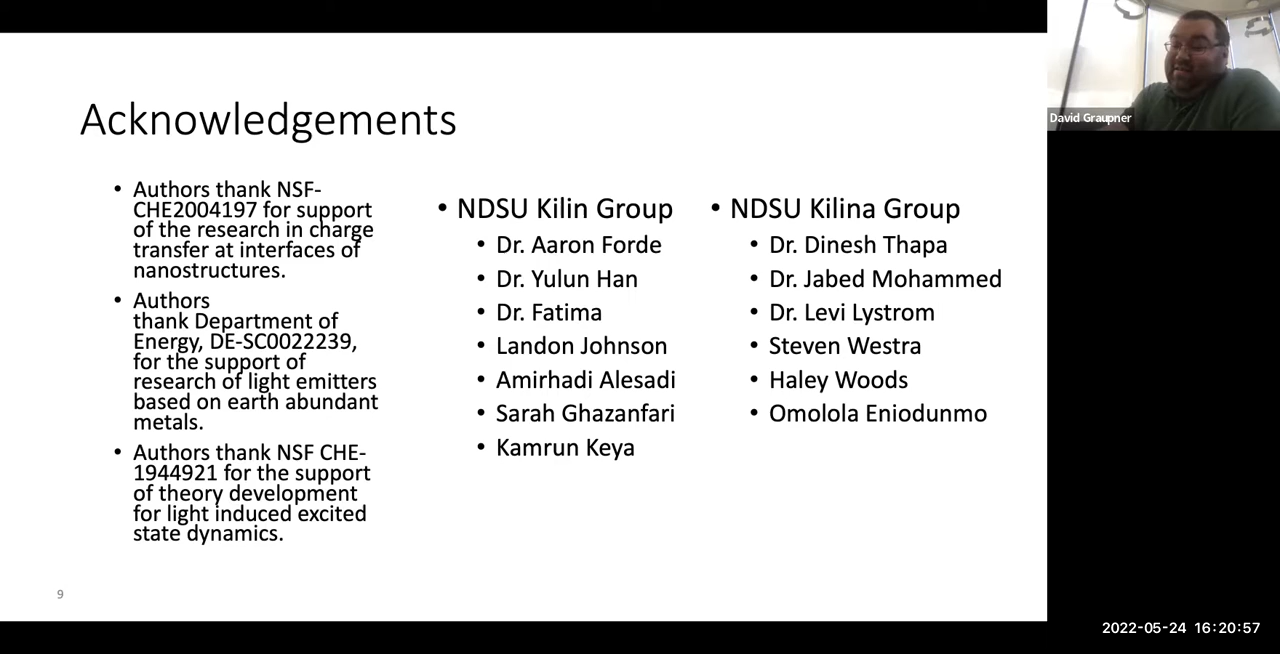 Acknowledgements
• Authors thank NSF-
CHE2004197 for support
of the research in charge
transfer at interfaces of
nanostructures.
• Authors
thank Department of
Energy, DE-SC0022239,
for the support of
research of light emitters
based on earth abundant
metals.
• Authors thank NSF CHE-
1944921 for the support
of theory development
for light induced excited
state dynamics.
• NDSU Kilin Group
• Dr. Aaron Forde
• Dr. Yulun Han
• Dr. Fatima
• Landon Johnson
• Amirhadi Alesadi
• Sarah Ghazanfari
• Kamrun Keya
• NDSU Kilina Group
• Dr. Dinesh Thapa
• Dr. Jabed Mohammed
• Dr. Levi Lystrom
• Steven Westra
• Haley Woods
• Omolola Eniodunmo
9
David Graupner
2022-05-24 16:20:57